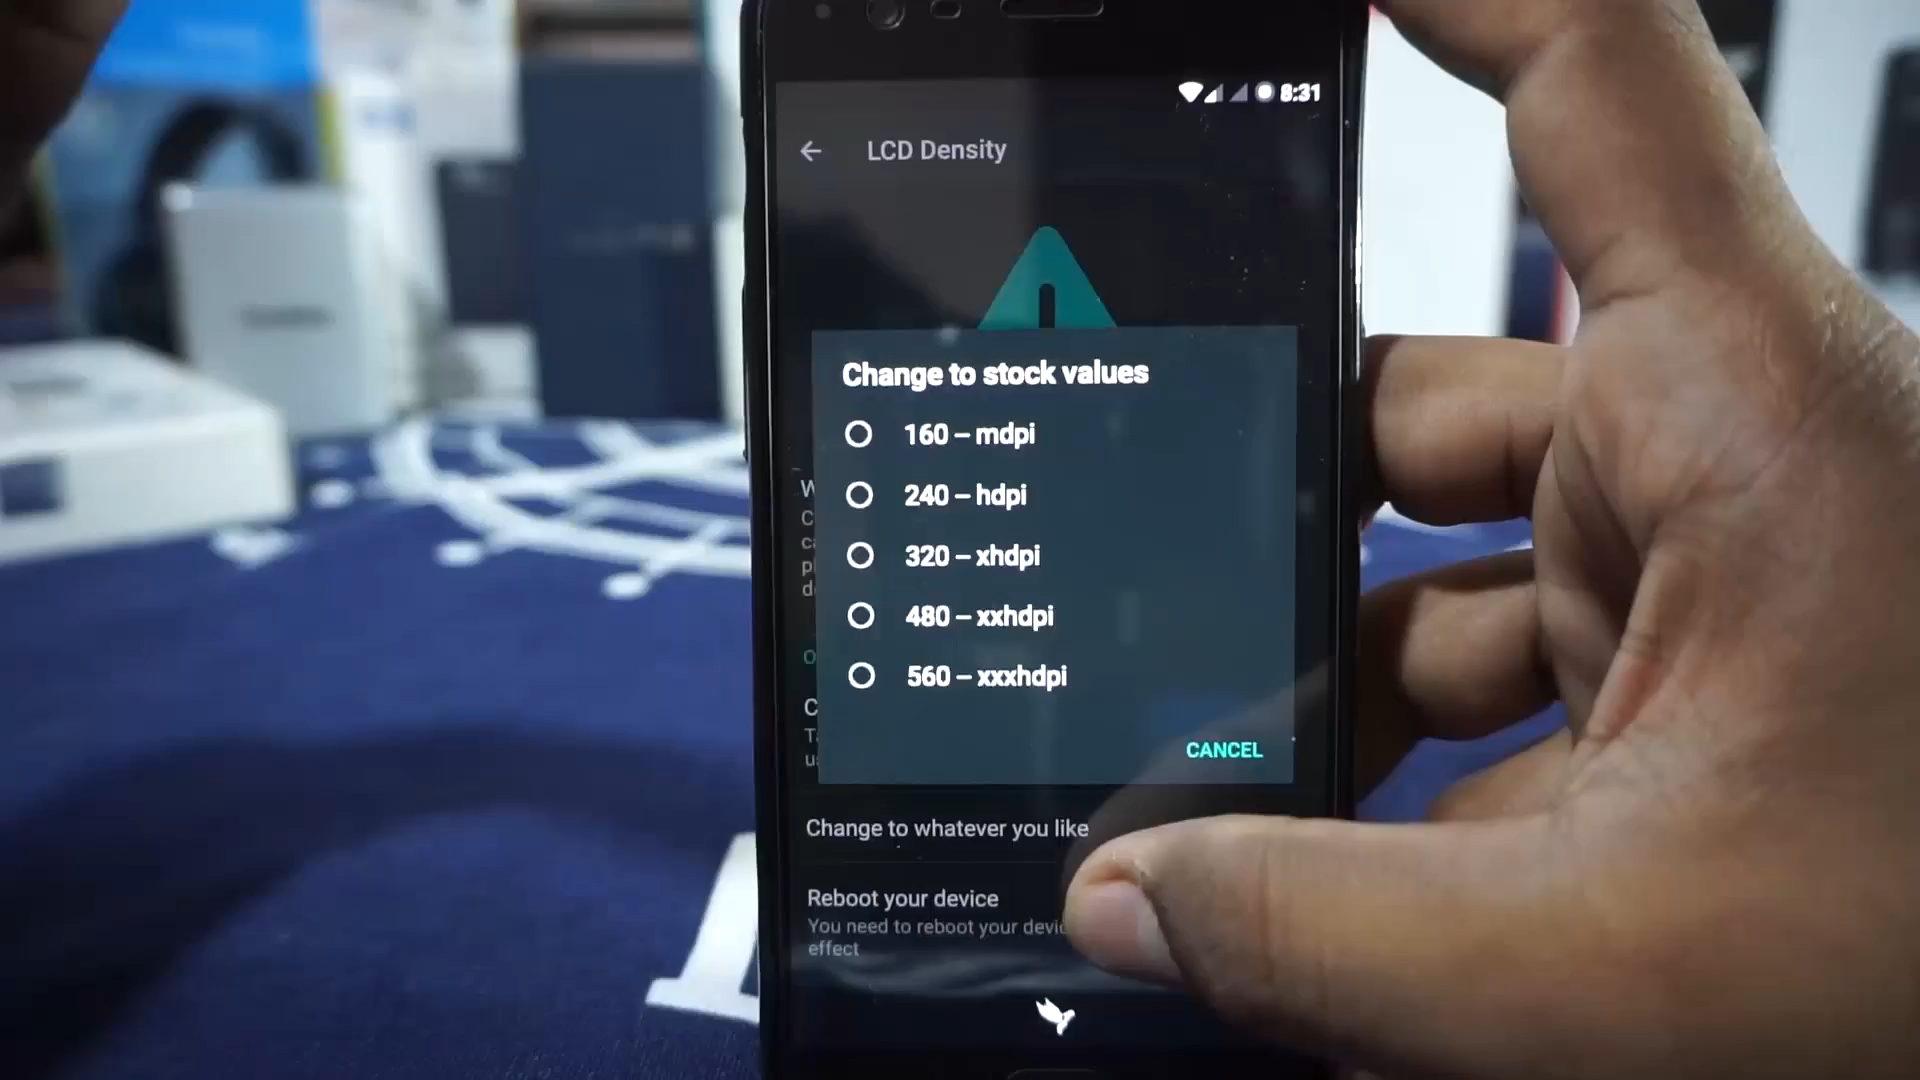 8:31
LCD Density
Change to stock values
160 – mdpi
240 – hdpi
320 – xhdpi
480 – xxhdpi
560 – xxxhdpi
CANCEL
Change to whatever you like
Reboot your device
You need to reboot your
effect